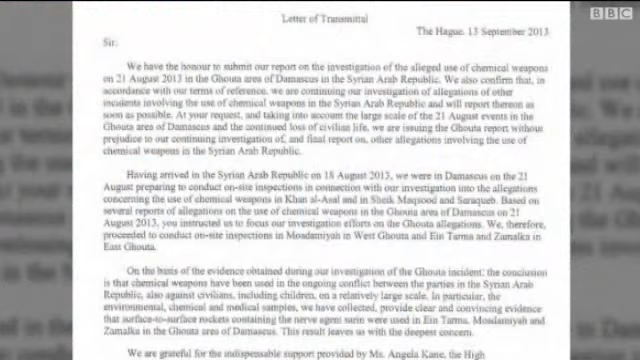 BBC
Letter of Transmittal
The Hague, 13 September 2013
Sir.
We have the honour to submit our report on the investigation of the alleged use of chemical weapons
on 21 August 2013 in the Ghouta area of Damascus in the Syrian Arab Republic. We also confirm that, in
accordance with our terms of reference, we are continuing our investigation of allegations of other
incidents involving the use of chemical weapons in the Syrian Arab Republic and will report thereon as
soon as possible. At your request, and taking into account the large scale of the 21 August events in the
Ghouta area of Damascus and the continued loss of civilian life, we are issuing the Ghouta report without
prejudice to our continuing investigation of, and final report on, other allegations involving the use of
chemical weapons in the Syrian Arab Republic.
Having arrived in the Syrian Arab Republic on 18 August 2013, we were in Damascus on the 21
August preparing to conduct on-site inspections in connection with our investigation into the allegations
concerning the use of chemical weapons in Khan al-Asal and in Sheik Maqsood and Saraqueb. Based on
several reports of allegations on the use of chemical weapons in the Ghouta area of Damascus on 21
August 2013, you instructed us to focus our investigation efforts on the Ghouta allegations. We, therefore,
proceeded to conduct on-site inspections in Moadamiyah in West Ghouta and Ein Tarma and Zamalka in
East Ghouta.
On the basis of the evidence obtained during our investigation of the Ghouta incident, the conclusion
is that chemical weapons have been used in the ongoing conflict between the parties in the Syrian Arab
Republic, also against civilians, including children, on a relatively large scale. In particular, the
environmental, chemical and medical samples, we have collected, provide clear and convincing evidence
that surface-to-surface rockets containing the nerve agent sarin were used in Ein Tarma, Moadamiyah and
Zamalka in the Ghouta area of Damascus. This result leaves us with the deepest concern.
We are grateful for the indispensable support provided by Ms. Angela Kane, the High